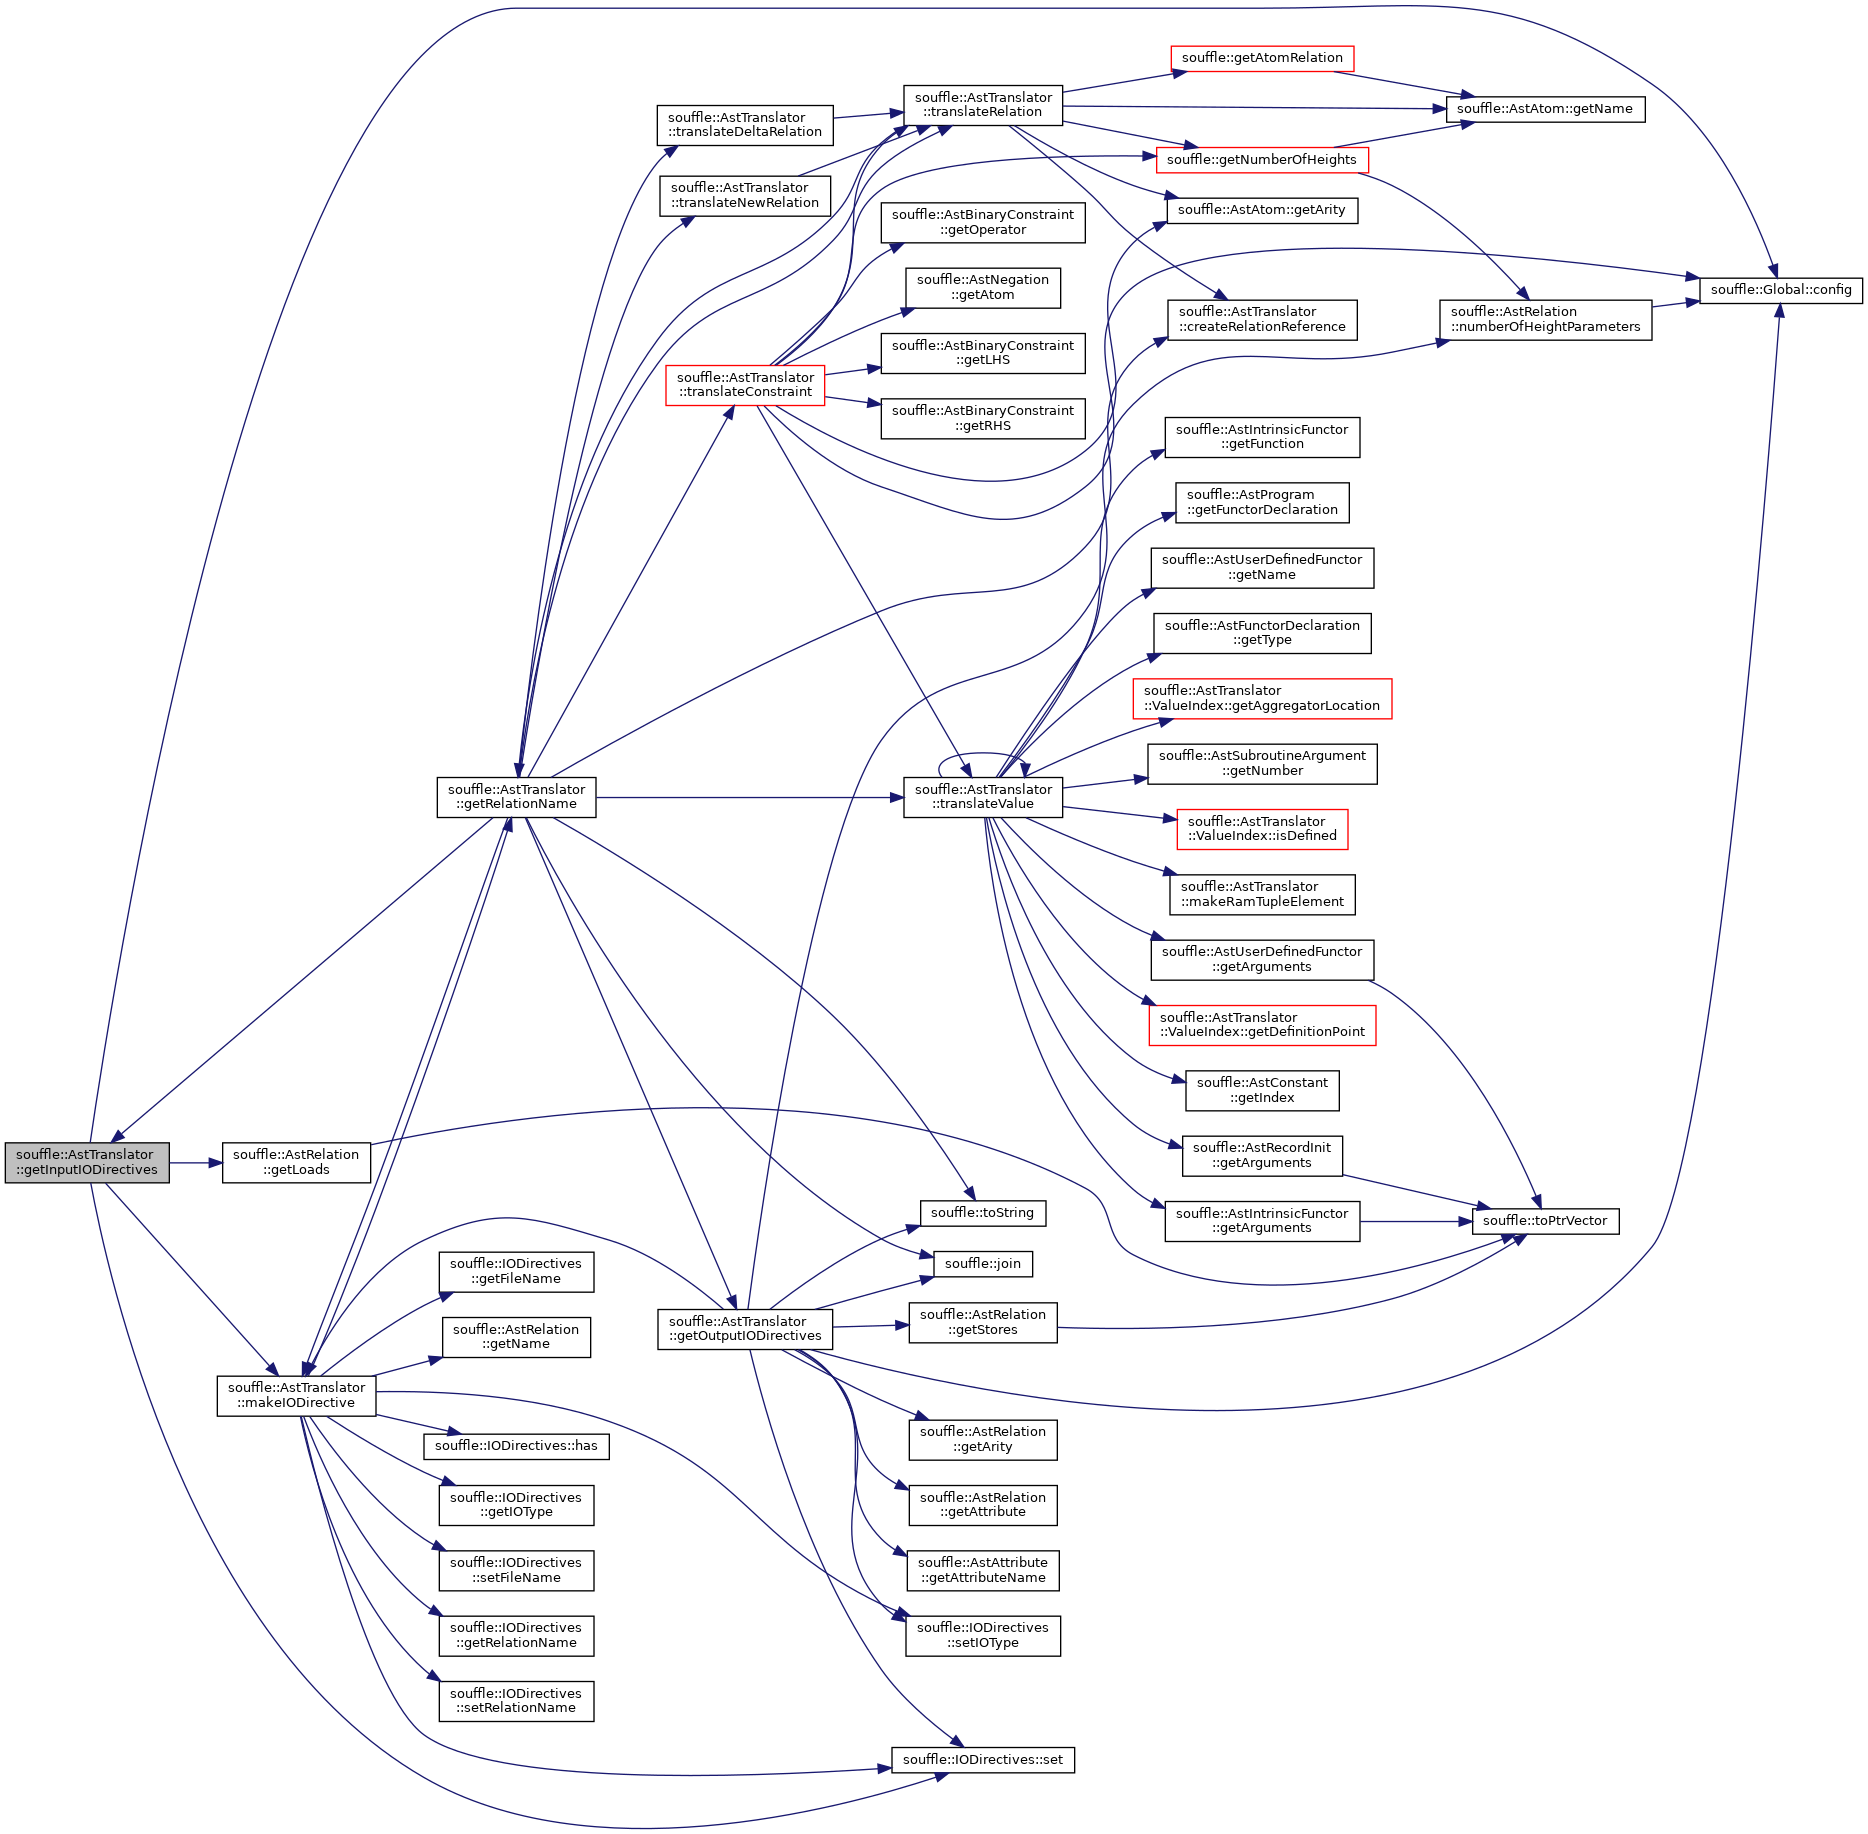 souffle::AstTranslator
::getInputIODirectives
souffle::AstRelation
::getLoads
souffle::AstTranslator
::makeIODirective
souffle::AstTranslator
::getRelationName
souffle::IODirectives
::getFileName
souffle::AstRelation
::getName
souffle::IODirectives::has
souffle::IODirectives
::getIOType
souffle::IODirectives
::setFileName
souffle::IODirectives
::getRelationName
souffle::IODirectives
::setRelationName
souffle::AstTranslator
::translateDeltaRelation
souffle::AstTranslator
::translateNewRelation
souffle::AstTranslator
::translateConstraint
souffle::AstTranslator
::getOutputIODirectives
souffle::AstTranslator
::translateRelation
souffle::AstBinaryConstraint
::getOperator
souffle::AstNegation
::getAtom
souffle::AstBinaryConstraint
::getLHS
souffle::AstBinaryConstraint
::getRHS
souffle::AstTranslator
::translateValue
souffle::toString
souffle::join
souffle::AstRelation
::getStores
souffle::AstRelation
::getArity
souffle::AstRelation
::getAttribute
souffle::AstAttribute
::getAttributeName
souffle::IODirectives
::setIOType
souffle::IODirectives::set
souffle::getAtomRelation
souffle::getNumberOfHeights
souffle::AstAtom::getArity
souffle::AstTranslator
::createRelationReference
souffle::AstIntrinsicFunctor
::getFunction
souffle::AstProgram
::getFunctorDeclaration
souffle::AstUserDefinedFunctor
::getName
souffle::AstFunctorDeclaration
::getType
souffle::AstTranslator
::ValueIndex::getAggregatorLocation
souffle::AstSubroutineArgument
::getNumber
souffle::AstTranslator
::ValueIndex::isDefined
souffle::AstTranslator
::makeRamTupleElement
souffle::AstUserDefinedFunctor
::getArguments
souffle::AstTranslator
::ValueIndex::getDefinitionPoint
souffle::AstConstant
::getIndex
souffle::AstRecordInit
::getArguments
souffle::AstIntrinsicFunctor
::getArguments
souffle::AstAtom::getName
souffle::AstRelation
::numberOfHeightParameters
souffle::toPtrVector
souffle::Global::config